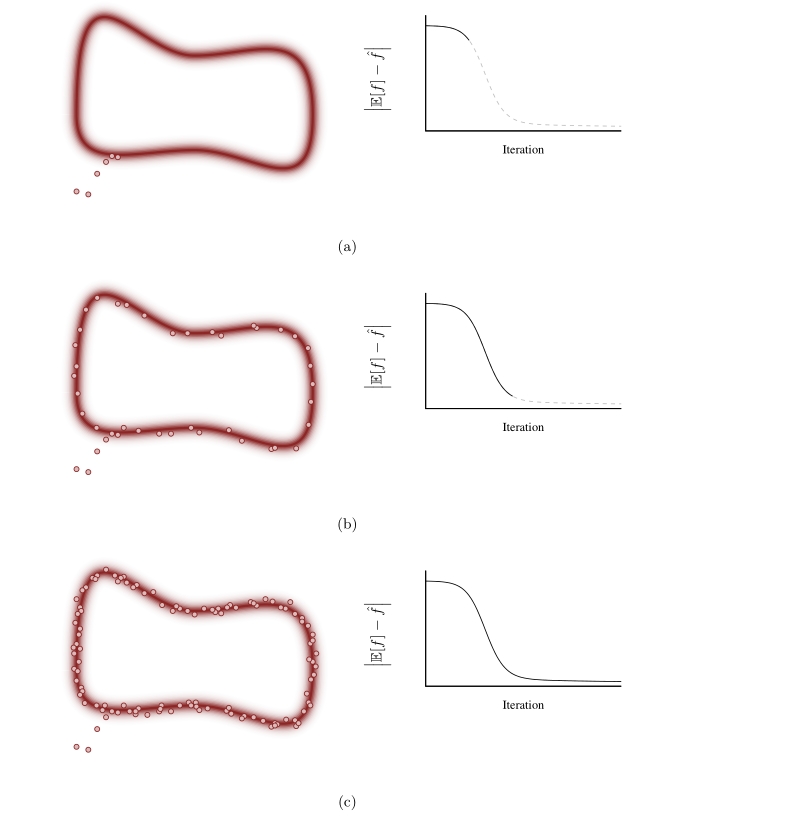 |𝔼[f] − f̂|
Iteration
(a)
|𝔼[f] − f̂|
Iteration
(b)
|𝔼[f] − f̂|
Iteration
(c)